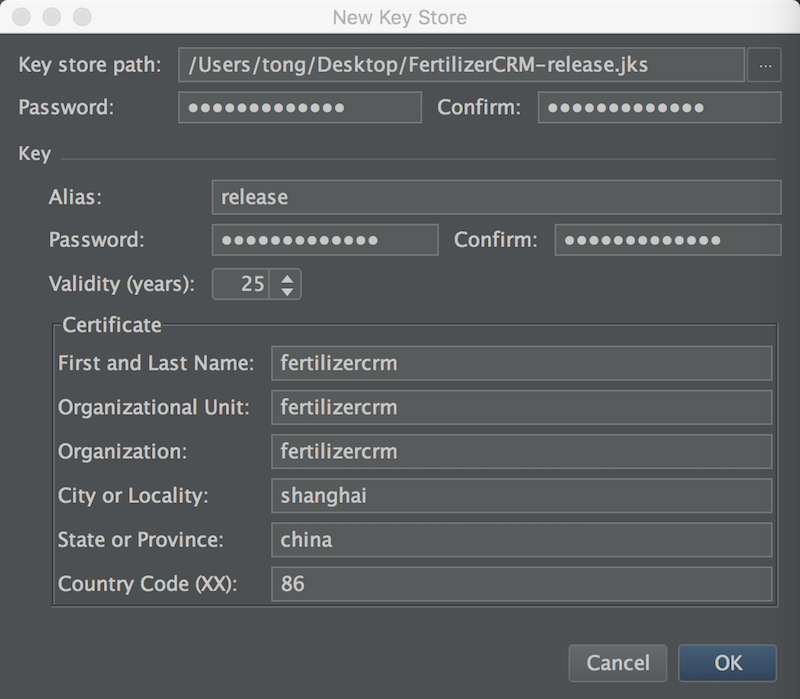 New Key Store
Key store path: /Users/tong/Desktop/FertilizerCRM-release.jks ...
Password: ●●●●●●●●●●●●● Confirm: ●●●●●●●●●●●●●
Key
Alias: release
Password: ●●●●●●●●●●●●● Confirm: ●●●●●●●●●●●●●
Validity (years): 25
Certificate
First and Last Name: fertilizercrm
Organizational Unit: fertilizercrm
Organization: fertilizercrm
City or Locality: shanghai
State or Province: china
Country Code (XX): 86
Cancel OK